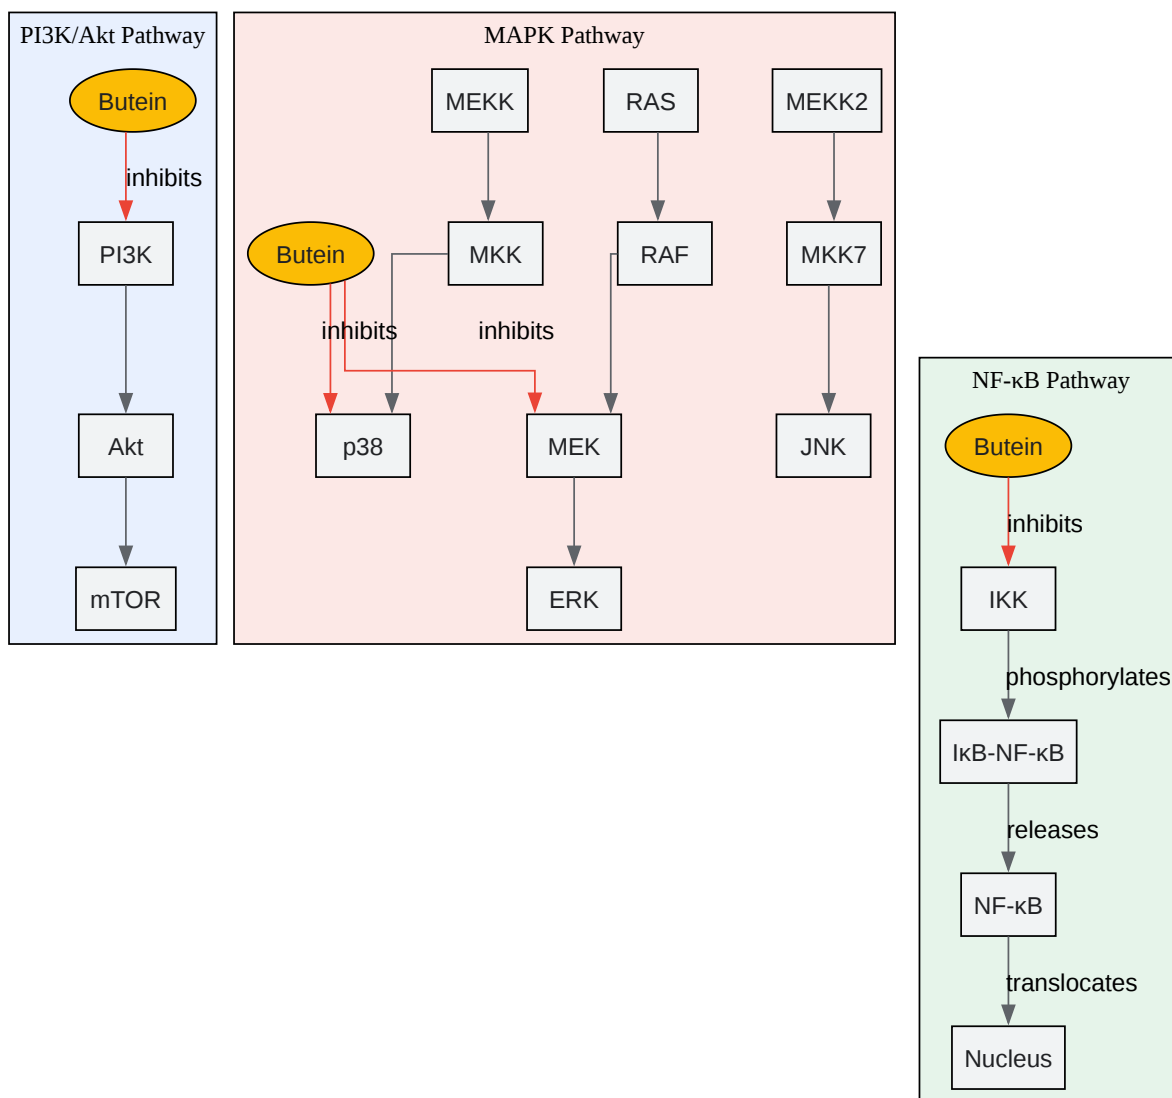 PI3K/Akt Pathway
Butein
inhibits
PI3K
Akt
mTOR
MAPK Pathway
MEKK
RAS
MEKK2
Butein
MKK
RAF
MKK7
inhibits
inhibits
p38
MEK
JNK
ERK
NF-κB Pathway
Butein
inhibits
IKK
phosphorylates
IκB-NF-κB
releases
NF-κB
translocates
Nucleus